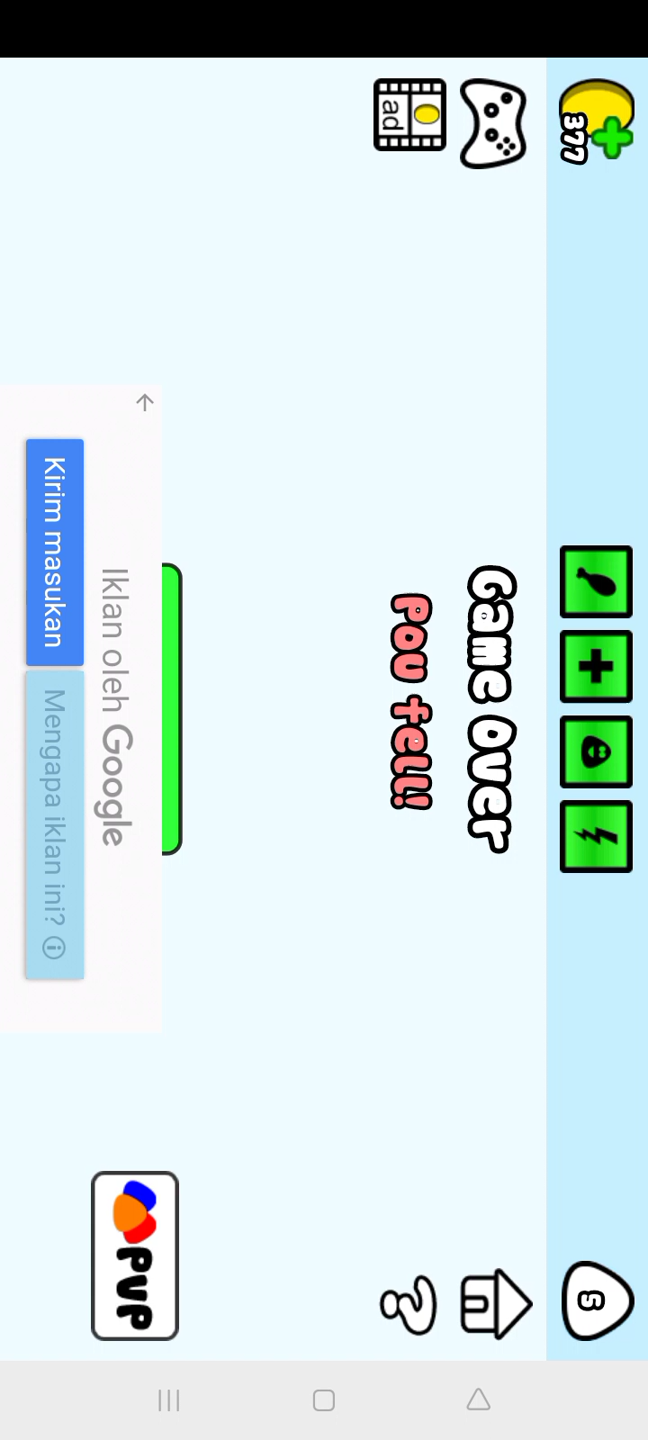 377
5
ad
Game Over
Pou fell!
Iklan oleh Google
Kirim masukan
Mengapa iklan ini?
PVP
?